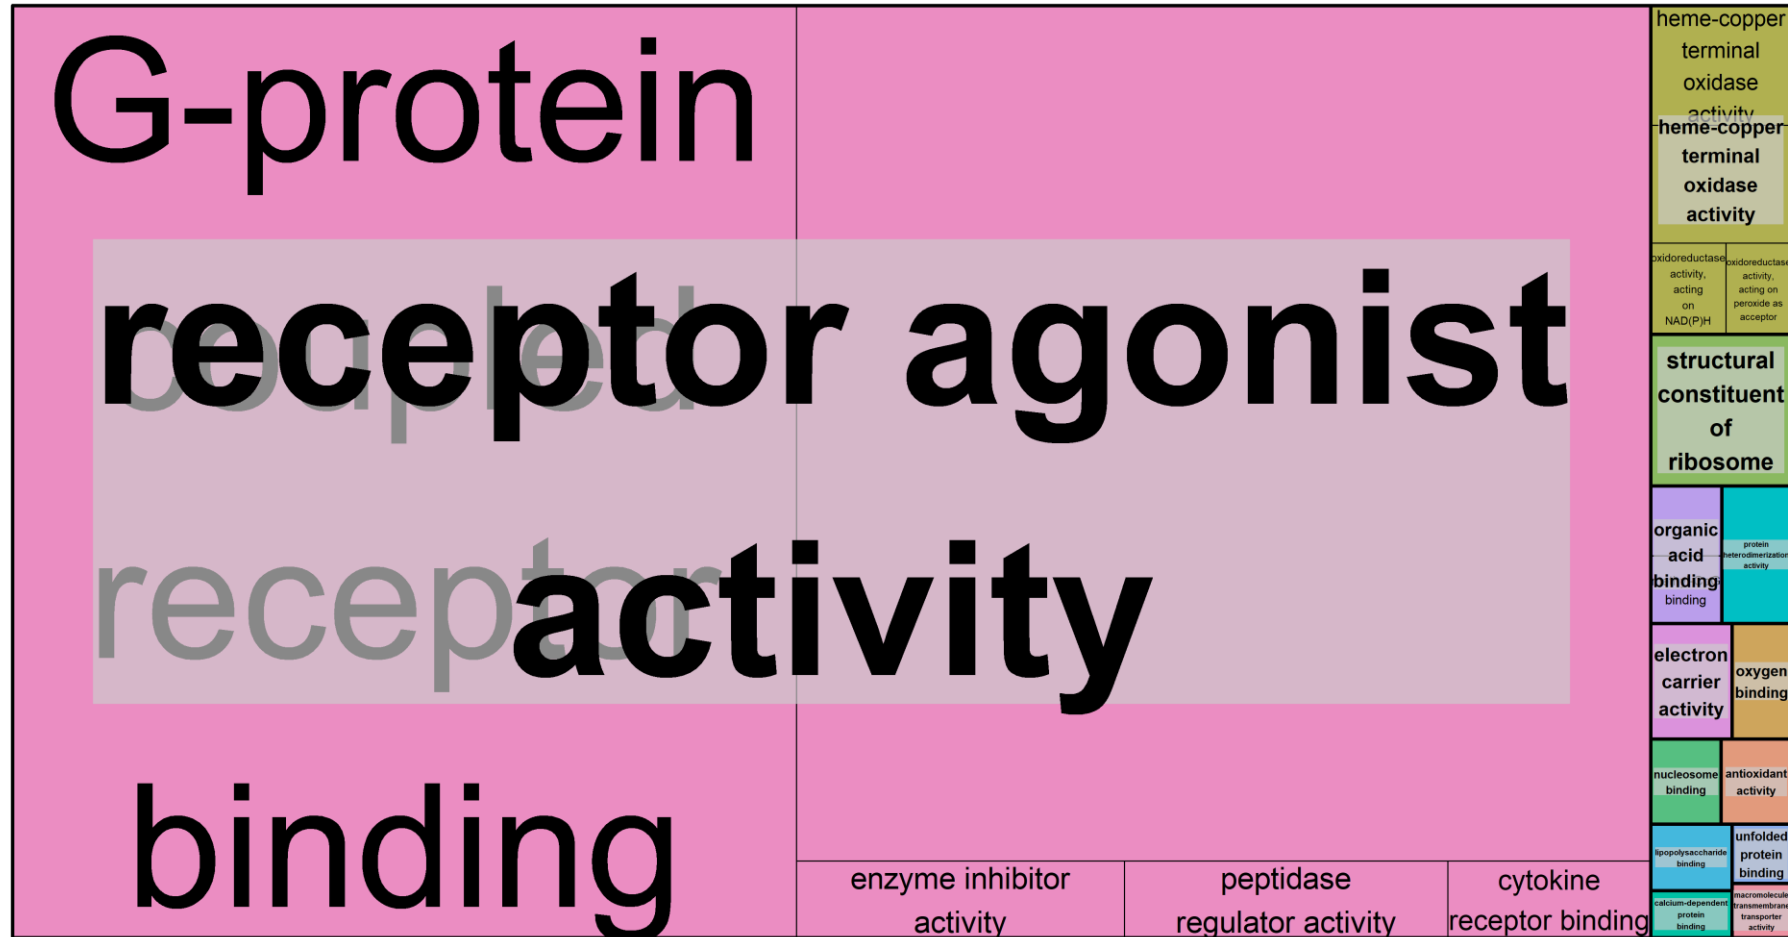 G-protein
coupled
receptor
binding
receptor agonist
activity
enzyme inhibitor
activity
peptidase
regulator activity
cytokine
receptor binding
heme-copper
terminal
oxidase
activity
heme-copper
terminal
oxidase
activity
oxidoreductase
activity,
acting
on
NAD(P)H
oxidoreductase
activity,
acting on
peroxide as
acceptor
structural
constituent
of
ribosome
organic
acid
binding
binding
protein
heterodimerization
activity
electron
carrier
activity
oxygen
binding
nucleosome
binding
antioxidant
activity
lipopolysaccharide
binding
unfolded
protein
binding
calcium-dependent
protein
binding
macromolecule
transmembrane
transporter
activity